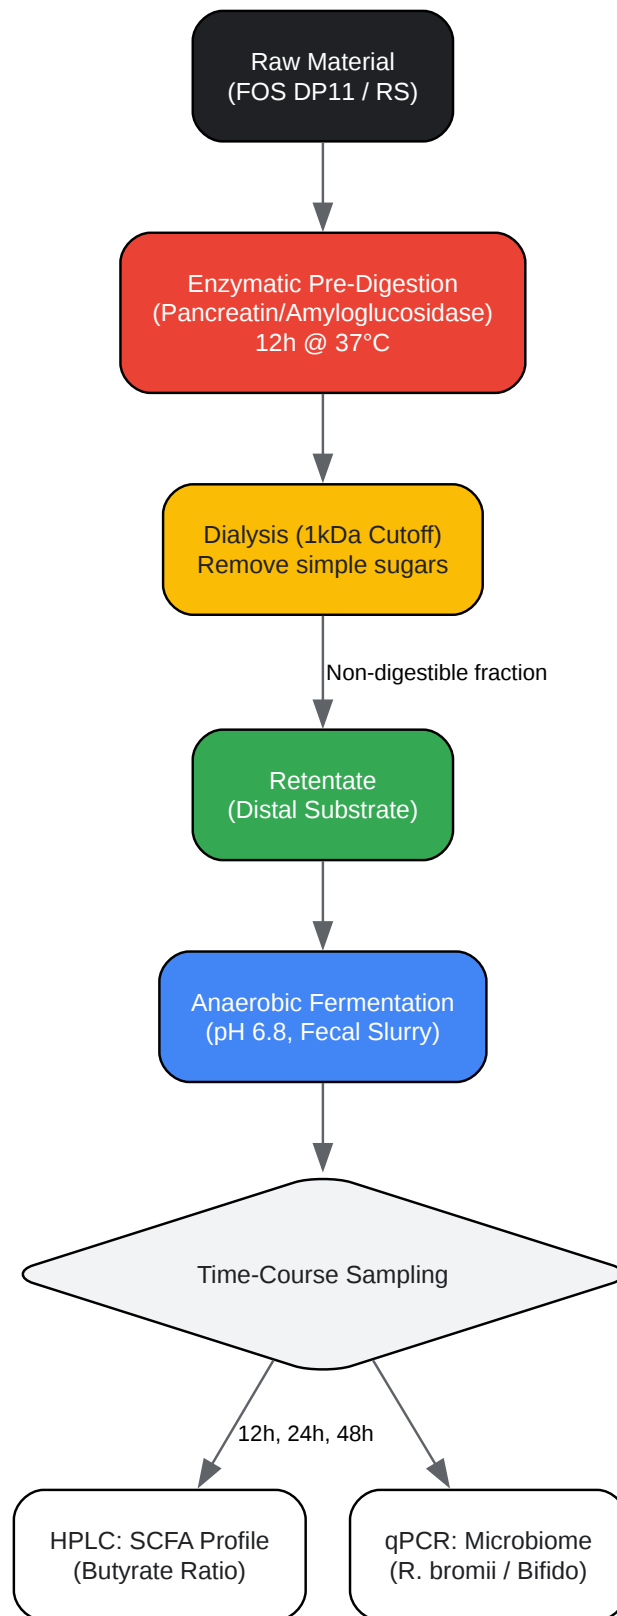 Raw Material
(FOS DP11 / RS)
Enzymatic Pre-Digestion
(Pancreatin/Amyloglucosidase)
12h @ 37°C
Dialysis (1kDa Cutoff)
Remove simple sugars
Non-digestible fraction
Retentate
(Distal Substrate)
Anaerobic Fermentation
(pH 6.8, Fecal Slurry)
Time-Course Sampling
12h, 24h, 48h
HPLC: SCFA Profile
(Butyrate Ratio)
qPCR: Microbiome
(R. bromii / Bifido)